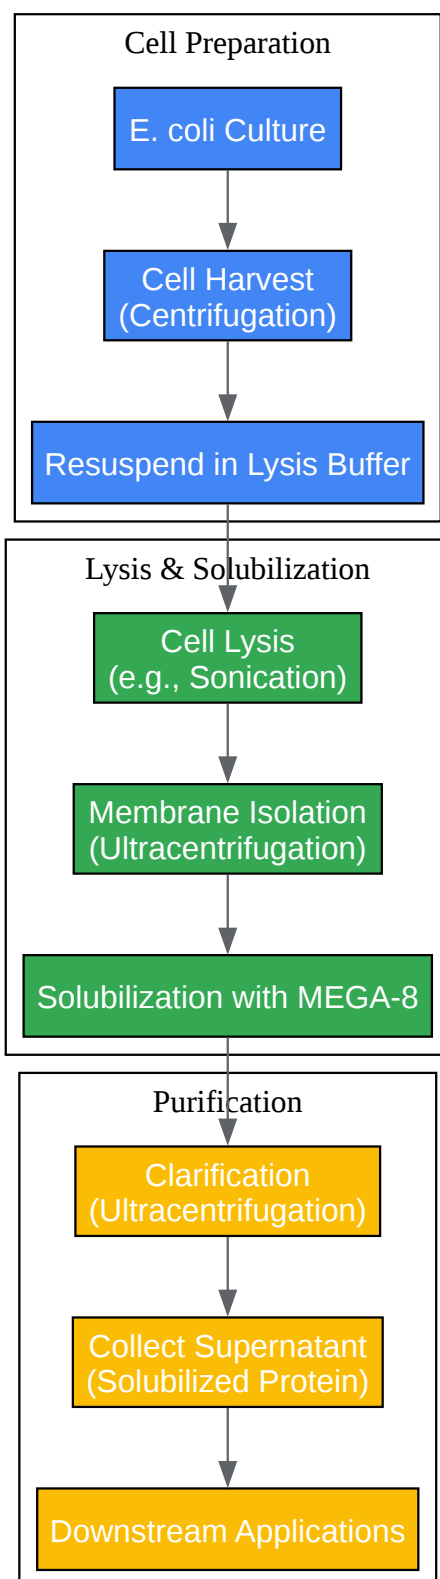 Cell Preparation
E. coli Culture
Cell Harvest
(Centrifugation)
Resuspend in Lysis Buffer
Lysis & Solubilization
Cell Lysis
(e.g., Sonication)
Membrane Isolation
(Ultracentrifugation)
Solubilization with MEGA-8
Purification
Clarification
(Ultracentrifugation)
Collect Supernatant
(Solubilized Protein)
Downstream Applications